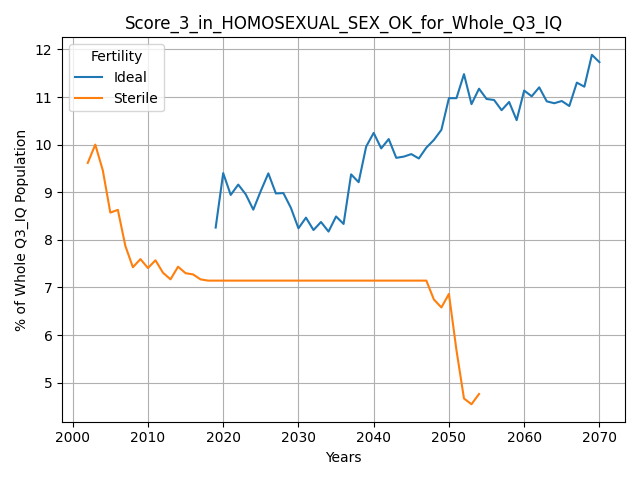 Score_3_in_HOMOSEXUAL_SEX_OK_for_Whole_Q3_IQ
Fertility
Ideal
Sterile
% of Whole Q3_IQ Population
12
11
10
9
8
7
6
5
2000 2010 2020 2030 2040 2050 2060 2070
Years